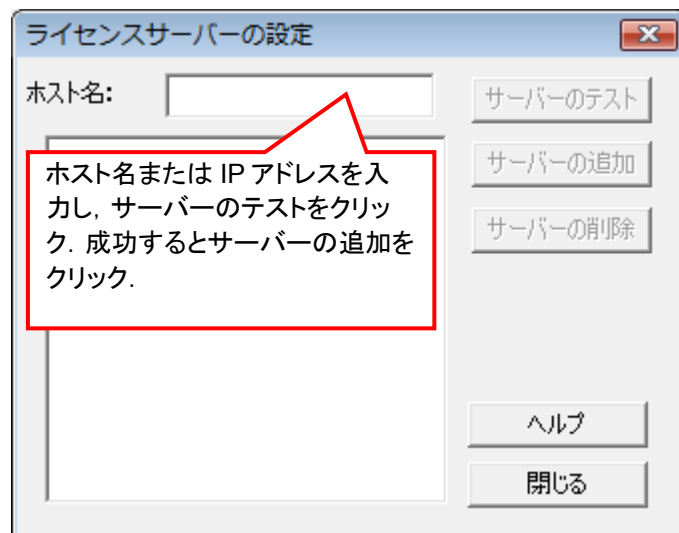 ライセンスサーバーの設定
ホスト名:
サーバーのテスト
サーバーの追加
サーバーの削除
ホスト名または IP アドレスを入
力し，サーバーのテストをクリッ
ク．成功するとサーバーの追加を
クリック．
ヘルプ
閉じる